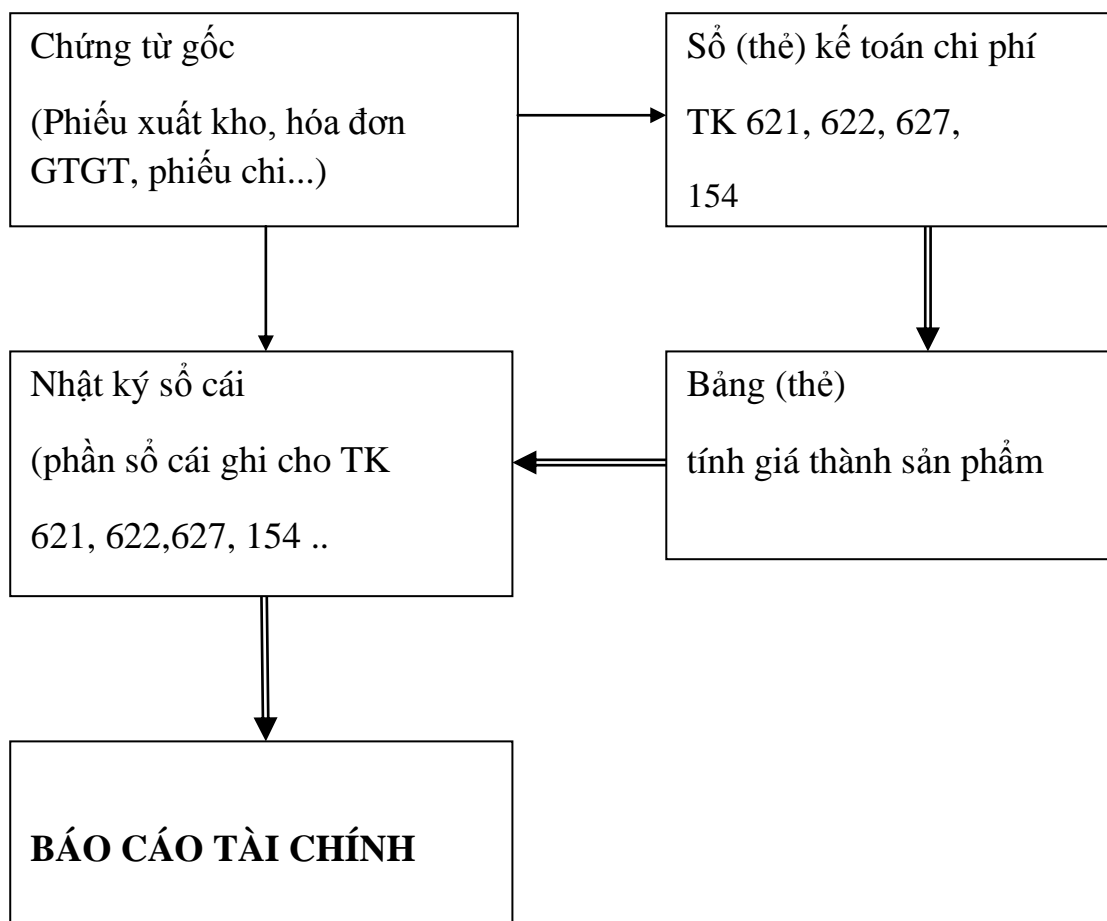 Chứng từ gốc
(Phiếu xuất kho, hóa đơn
GTGT, phiếu chi...)
Sổ (thẻ) kế toán chi phí
TK 621, 622, 627,
154
Nhật ký sổ cái
(phần sổ cái ghi cho TK
621, 622,627, 154 ..
Bảng (thẻ)
tính giá thành sản phẩm
BÁO CÁO TÀI CHÍNH